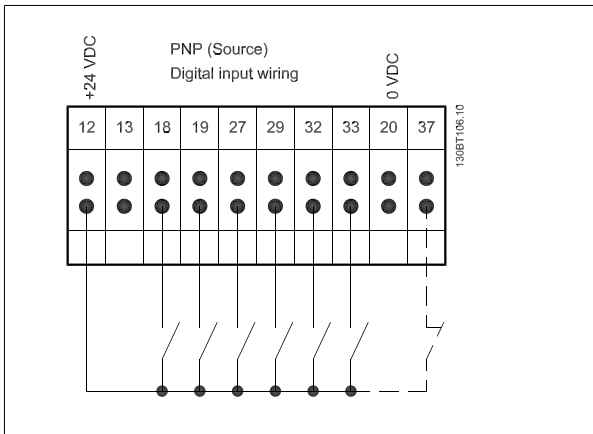 +24 VDC
PNP (Source)
Digital input wiring
0 VDC
12 13 18 19 27 29 32 33 20 37
130BT106.10